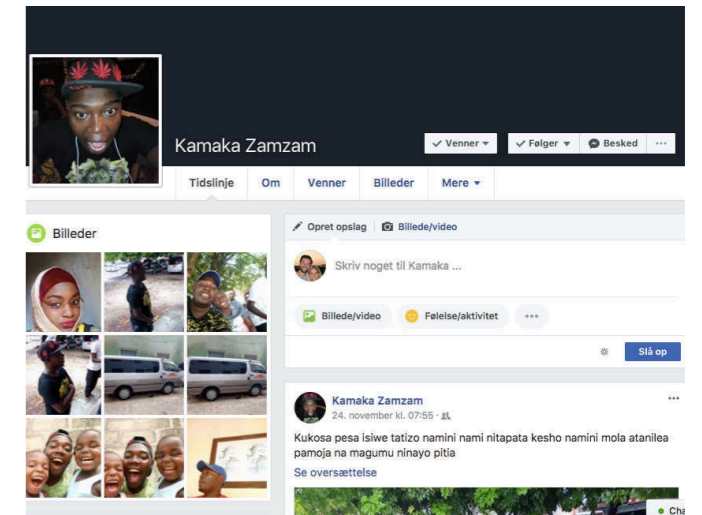 Kamaka Zamzam
Venner
Følger
Besked
Tidslinje
Om
Venner
Billeder
Mere
Billeder
Opret opslag
Billede/video
Skriv noget til Kamaka ...
Billede/video
Følelse/aktivitet
Slå op
Kamaka Zamzam
24. november kl. 07:55 ·
Kukosa pesa isiwe tatizo namini nami nitapata kesho namini mola atanilea
pamoja na magumu ninayo pitia
Se oversættelse